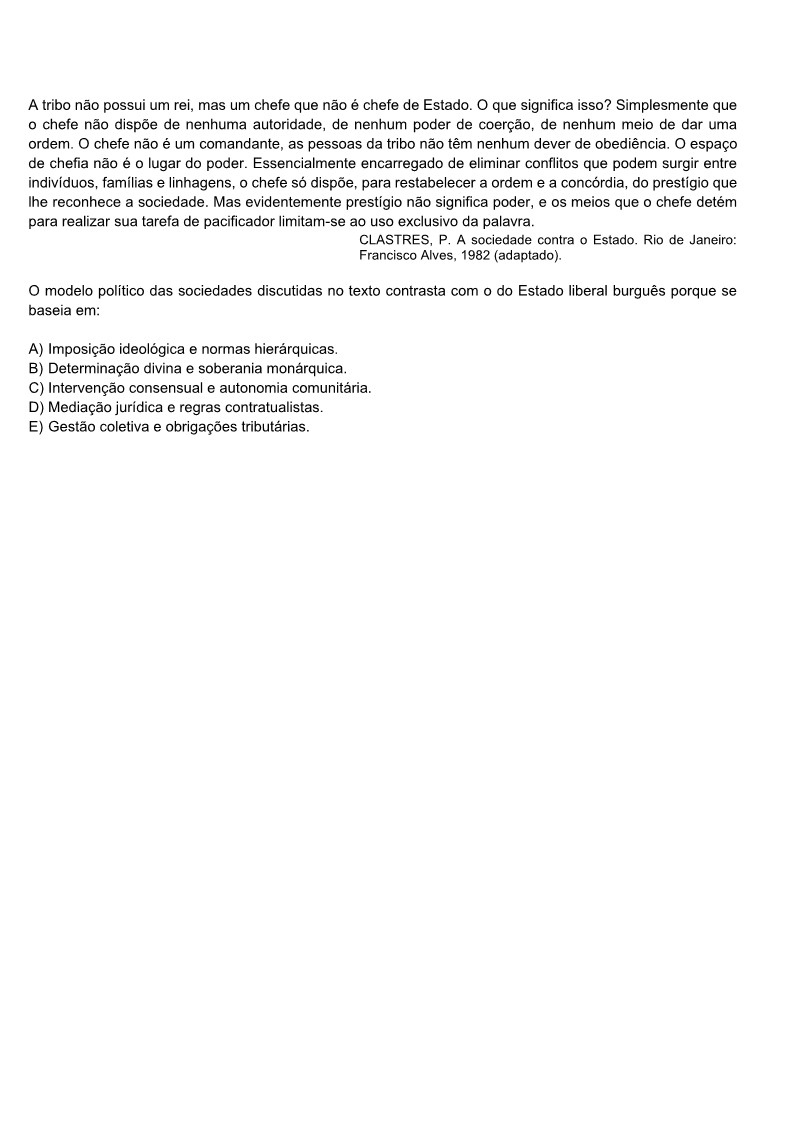 A tribo não possui um rei, mas um chefe que não é chefe de Estado. O que significa isso? Simplesmente que
o chefe não dispõe de nenhuma autoridade, de nenhum poder de coerção, de nenhum meio de dar uma
ordem. O chefe não é um comandante, as pessoas da tribo não têm nenhum dever de obediência. O espaço
de chefia não é o lugar do poder. Essencialmente encarregado de eliminar conflitos que podem surgir entre
indivíduos, famílias e linhagens, o chefe só dispõe, para restabelecer a ordem e a concórdia, do prestígio que
lhe reconhece a sociedade. Mas evidentemente prestígio não significa poder, e os meios que o chefe detém
para realizar sua tarefa de pacificador limitam-se ao uso exclusivo da palavra.
CLASTRES, P. A sociedade contra o Estado. Rio de Janeiro:
Francisco Alves, 1982 (adaptado).
O modelo político das sociedades discutidas no texto contrasta com o do Estado liberal burguês porque se
baseia em:
A) Imposição ideológica e normas hierárquicas.
B) Determinação divina e soberania monárquica.
C) Intervenção consensual e autonomia comunitária.
D) Mediação jurídica e regras contratualistas.
E) Gestão coletiva e obrigações tributárias.